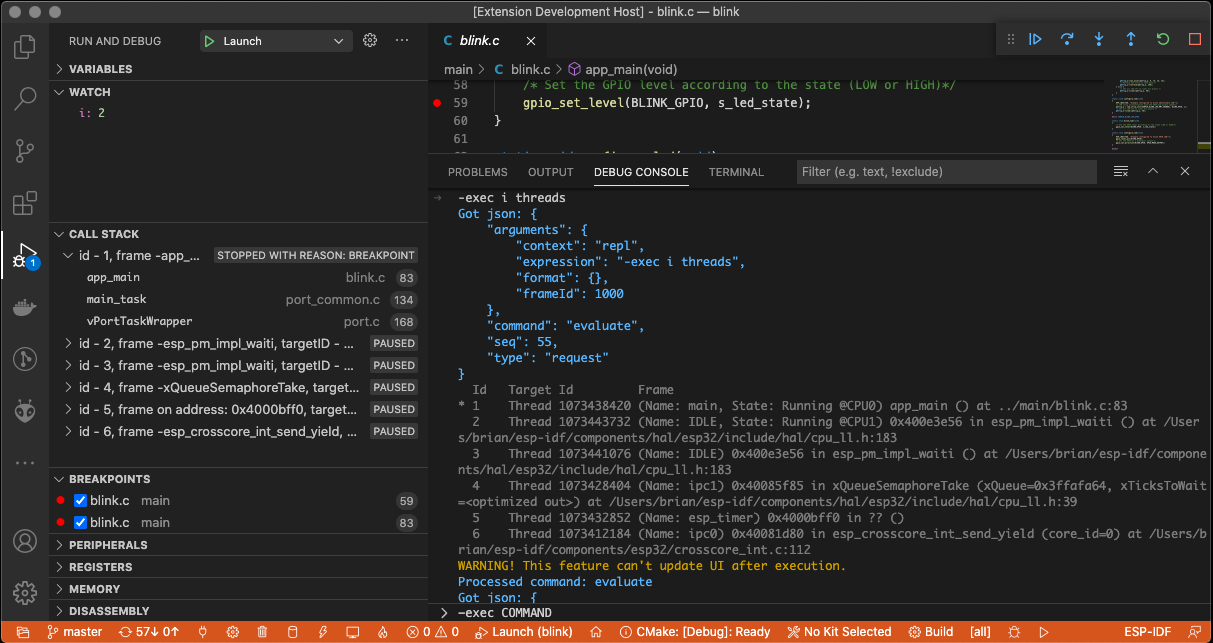 [Extension Development Host] - blink.c — blink
RUN AND DEBUG
Launch
VARIABLES
WATCH
i: 2
CALL STACK
id - 1, frame -app_... STOPPED WITH REASON: BREAKPOINT
app_main blink.c 83
main_task port_common.c 134
vPortTaskWrapper port.c 168
id - 2, frame -esp_pm_impl_waiti, targetID - ... PAUSED
id - 3, frame -esp_pm_impl_waiti, targetID - ... PAUSED
id - 4, frame -xQueueSemaphoreTake, target... PAUSED
id - 5, frame on address: 0x4000bff0, target... PAUSED
id - 6, frame -esp_crosscore_int_send_yield, ... PAUSED
BREAKPOINTS
blink.c main 59
blink.c main 83
PERIPHERALS
REGISTERS
MEMORY
DISASSEMBLY
1
C blink.c
main > C blink.c > app_main(void)
58 /* Set the GPIO level according to the state (LOW or HIGH)*/
59 gpio_set_level(BLINK_GPIO, s_led_state);
60 }
61
PROBLEMS OUTPUT DEBUG CONSOLE TERMINAL Filter (e.g. text, !exclude)
-exec i threads
Got json: {
"arguments": {
"context": "repl",
"expression": "-exec i threads",
"format": {},
"frameId": 1000
},
"command": "evaluate",
"seq": 55,
"type": "request"
}
Id Target Id Frame
* 1 Thread 1073438420 (Name: main, State: Running @CPU0) app_main () at ../main/blink.c:83
2 Thread 1073443732 (Name: IDLE, State: Running @CPU1) 0x400e3e56 in esp_pm_impl_waiti () at /User
s/brian/esp-idf/components/hal/esp32/include/hal/cpu_ll.h:183
3 Thread 1073441076 (Name: IDLE) 0x400e3e56 in esp_pm_impl_waiti () at /Users/brian/esp-idf/compone
nts/hal/esp32/include/hal/cpu_ll.h:183
4 Thread 1073428404 (Name: ipc1) 0x40085f85 in xQueueSemaphoreTake (xQueue=0x3ffafa64, xTicksToWait
=<optimized out>) at /Users/brian/esp-idf/components/hal/esp32/include/hal/cpu_ll.h:39
5 Thread 1073432852 (Name: esp_timer) 0x4000bff0 in ?? ()
6 Thread 1073412184 (Name: ipc0) 0x40081d80 in esp_crosscore_int_send_yield (core_id=0) at /Users/b
rian/esp-idf/components/esp32/crosscore_int.c:112
WARNING! This feature can't update UI after execution.
Processed command: evaluate
Got json: {
> -exec COMMAND
master 57↓ 0↑ 0 0 Launch (blink) CMake: [Debug]: Ready No Kit Selected Build [all] ESP-IDF